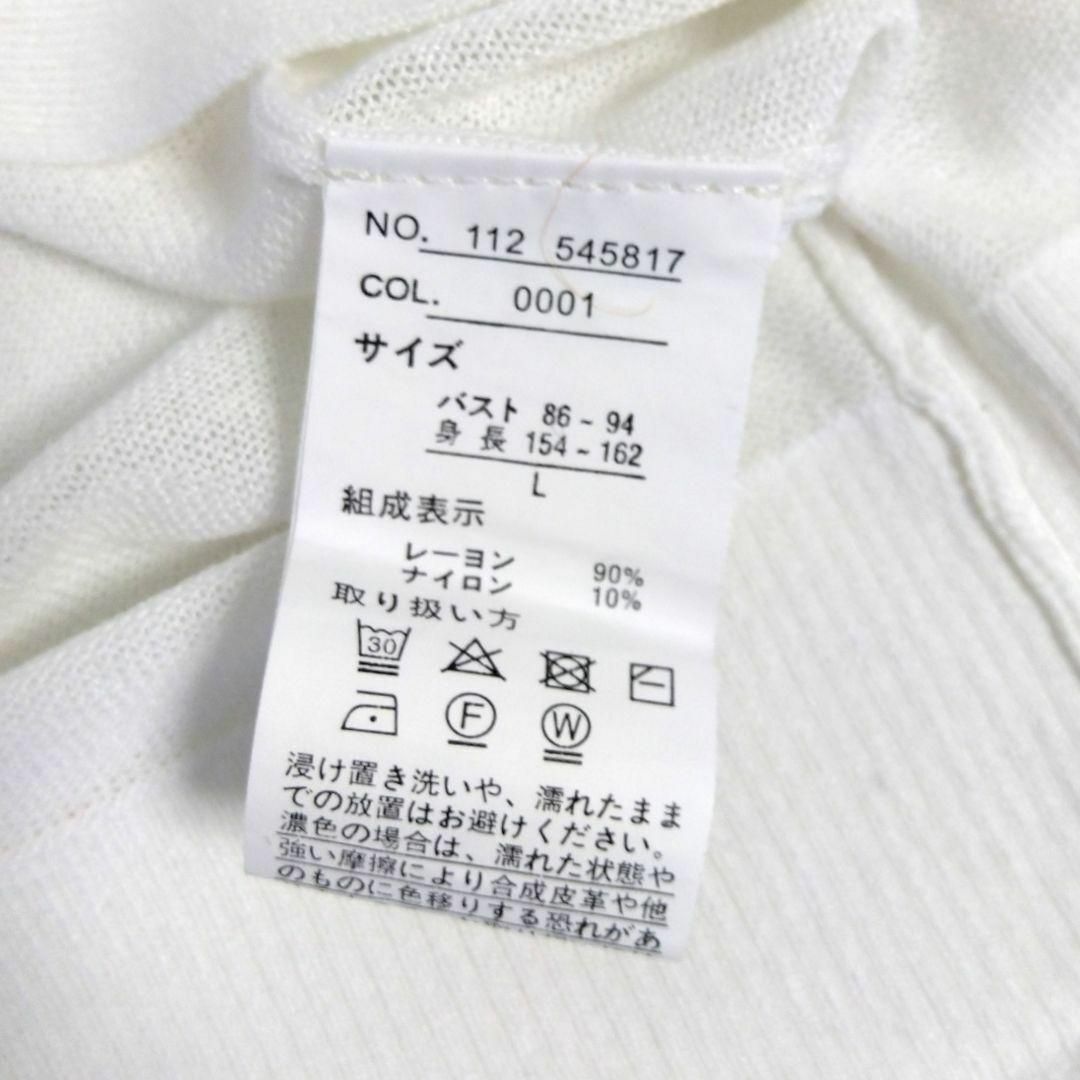 NO. 112 545817
COL. 0001
サイズ
バスト 86 ~ 94
身長 154 ~ 162
L
組成表示
レーヨン 90%
ナイロン 10%
取り扱い方
30
F
W
浸け置き洗いや、濡れたまま
での放置はお避けください。
濃色の場合は、濡れた状態や
強い摩擦により合成皮革や他
のものに色移りする恐れがあ